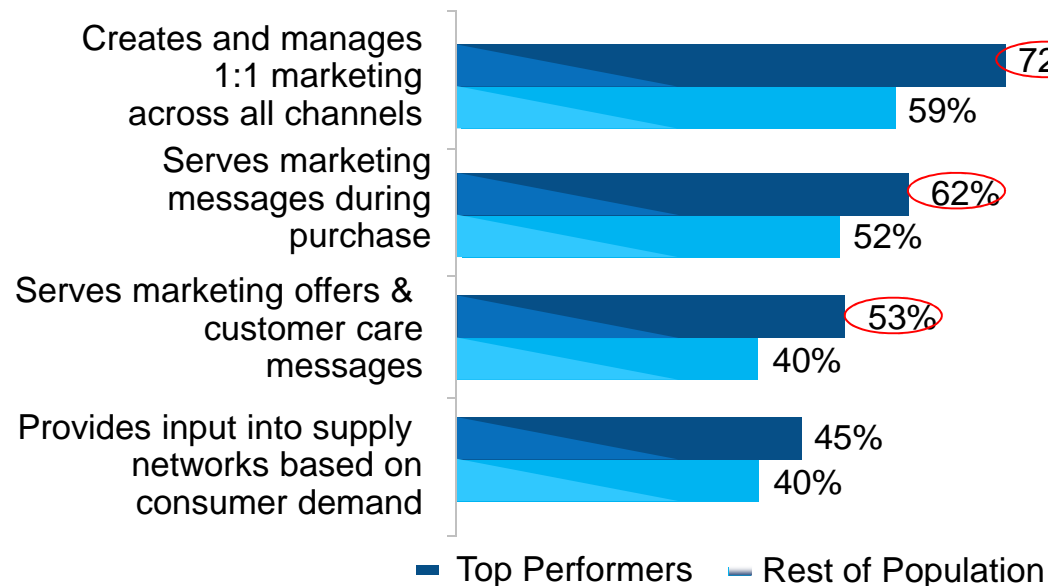 Creates and manages
1:1 marketing
across all channels
72
59%
Serves marketing
messages during
purchase
62%
52%
Serves marketing offers &
customer care
messages
53%
40%
Provides input into supply
networks based on
consumer demand
45%
40%
Top Performers
Rest of Population